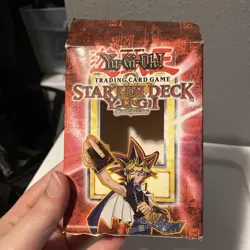 Yu-Gi-Oh!
TRADING CARD GAME
STARTER DECK
YUGI